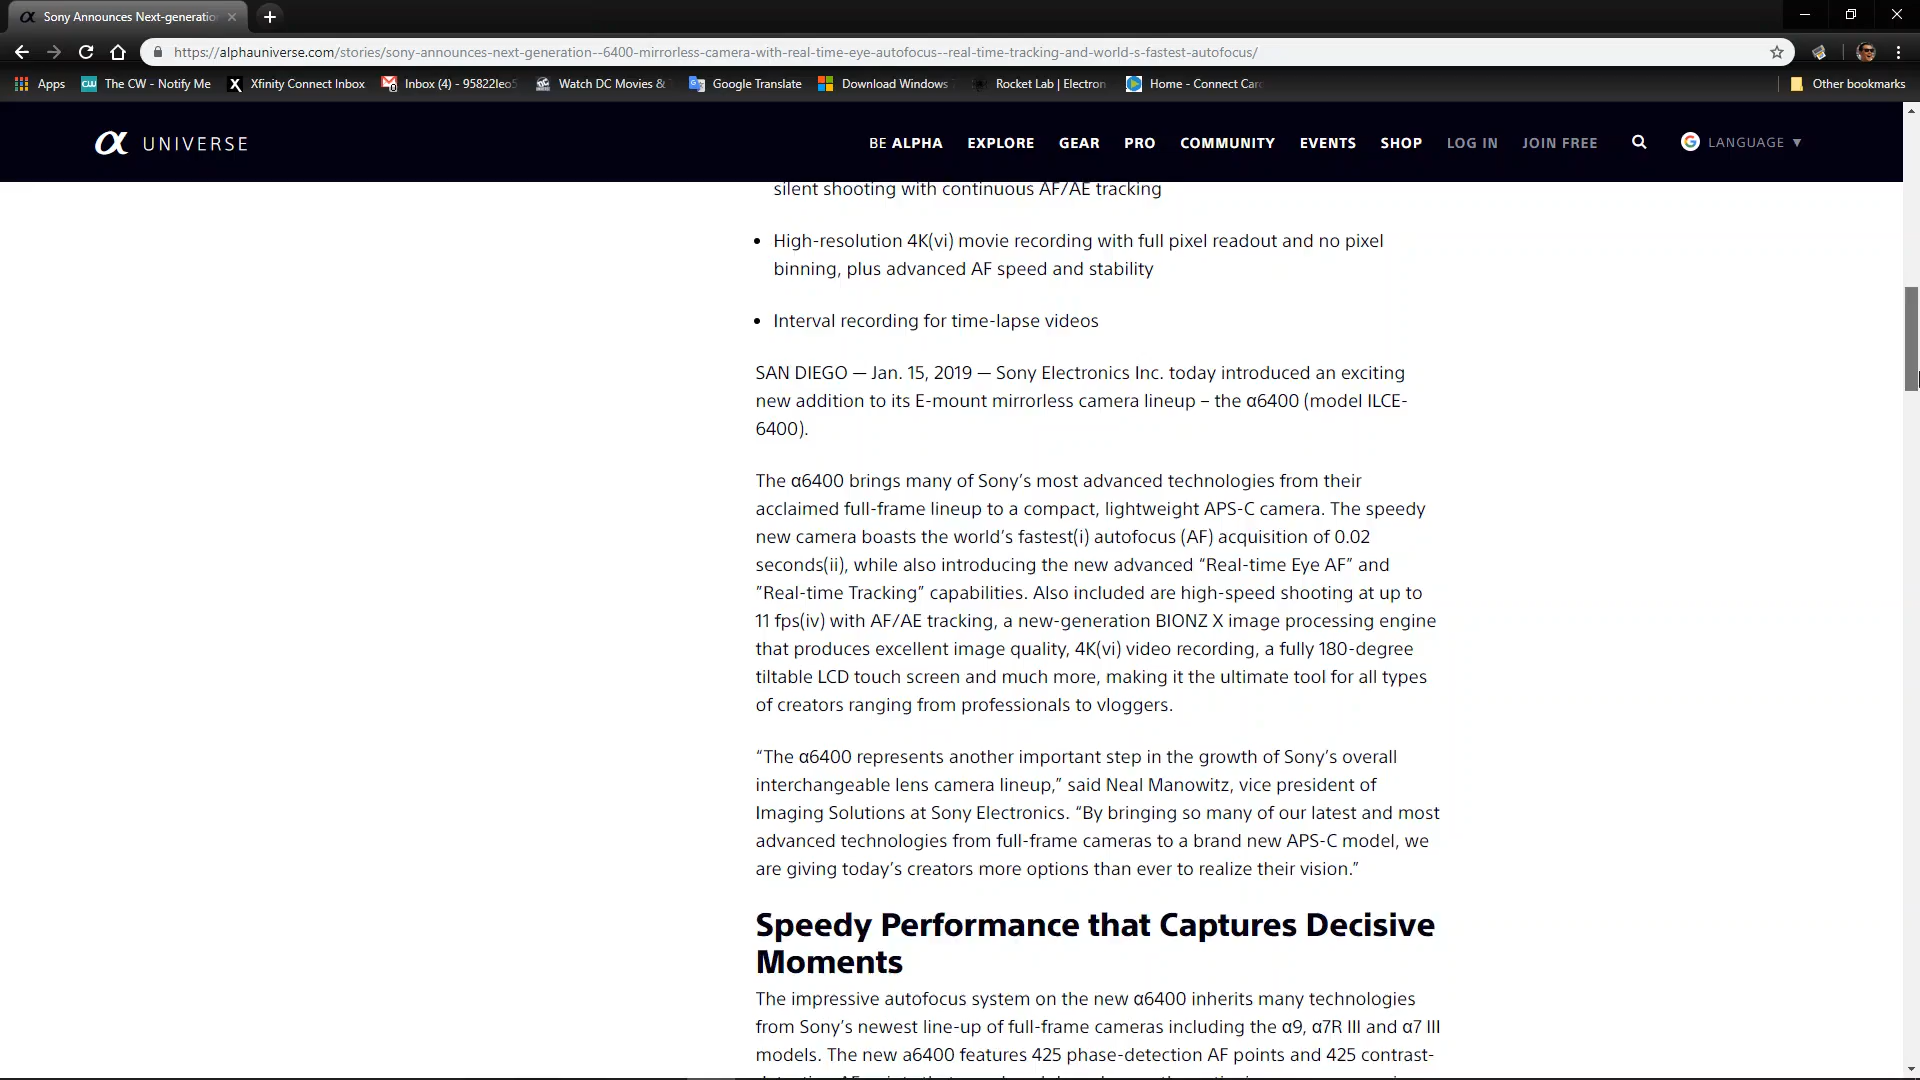 Sony Announces Next-generatio
https://alphauniverse.com/stories/sony-announces-next-generation--6400-mirrorless-camera-with-real-time-eye-autofocus--real-time-tracking-and-world-s-fastest-autofocus/
Apps The CW - Notify Me Xfinity Connect Inbox Inbox (4) - 95822leo Watch DC Movies & Google Translate Download Windows Rocket Lab | Electron Home - Connect Car Other bookmarks
α UNIVERSE BE ALPHA EXPLORE GEAR PRO COMMUNITY EVENTS SHOP LOG IN JOIN FREE G LANGUAGE ▼
silent shooting with continuous AF/AE tracking
• High-resolution 4K(vi) movie recording with full pixel readout and no pixel
binning, plus advanced AF speed and stability
• Interval recording for time-lapse videos
SAN DIEGO — Jan. 15, 2019 — Sony Electronics Inc. today introduced an exciting
new addition to its E-mount mirrorless camera lineup – the α6400 (model ILCE-
6400).
The α6400 brings many of Sony’s most advanced technologies from their
acclaimed full-frame lineup to a compact, lightweight APS-C camera. The speedy
new camera boasts the world’s fastest(i) autofocus (AF) acquisition of 0.02
seconds(ii), while also introducing the new advanced “Real-time Eye AF” and
”Real-time Tracking” capabilities. Also included are high-speed shooting at up to
11 fps(iv) with AF/AE tracking, a new-generation BIONZ X image processing engine
that produces excellent image quality, 4K(vi) video recording, a fully 180-degree
tiltable LCD touch screen and much more, making it the ultimate tool for all types
of creators ranging from professionals to vloggers.
“The α6400 represents another important step in the growth of Sony’s overall
interchangeable lens camera lineup,” said Neal Manowitz, vice president of
Imaging Solutions at Sony Electronics. “By bringing so many of our latest and most
advanced technologies from full-frame cameras to a brand new APS-C model, we
are giving today’s creators more options than ever to realize their vision.”
Speedy Performance that Captures Decisive
Moments
The impressive autofocus system on the new α6400 inherits many technologies
from Sony’s newest line-up of full-frame cameras including the α9, α7R III and α7 III
models. The new a6400 features 425 phase-detection AF points and 425 contrast-